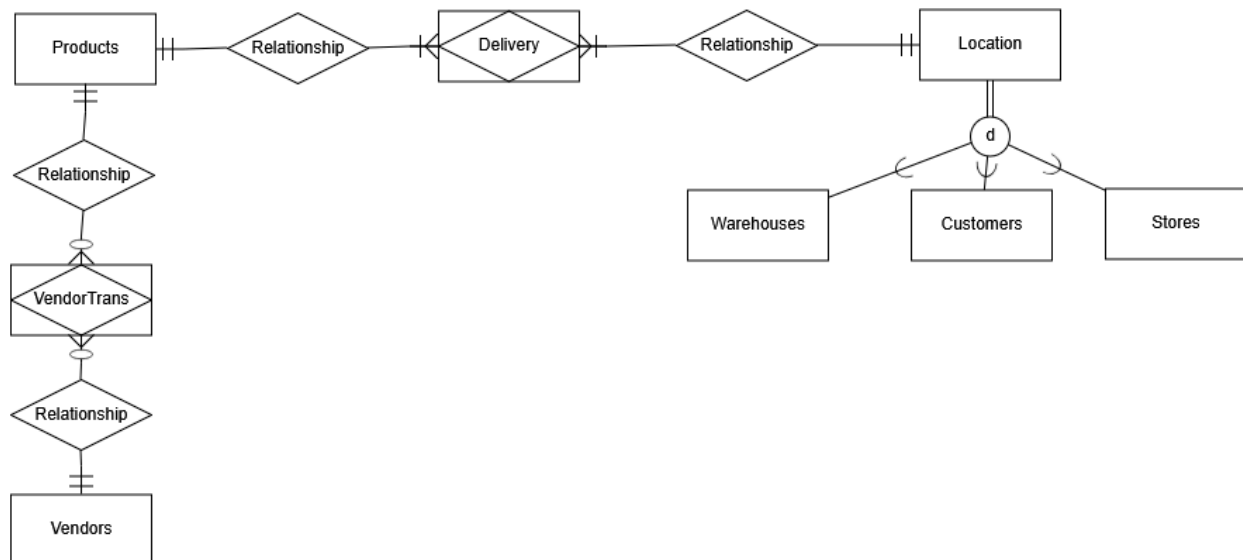 Products
Relationship
Delivery
Relationship
Location
d
Relationship
Warehouses
Customers
Stores
VendorTrans
Relationship
Vendors